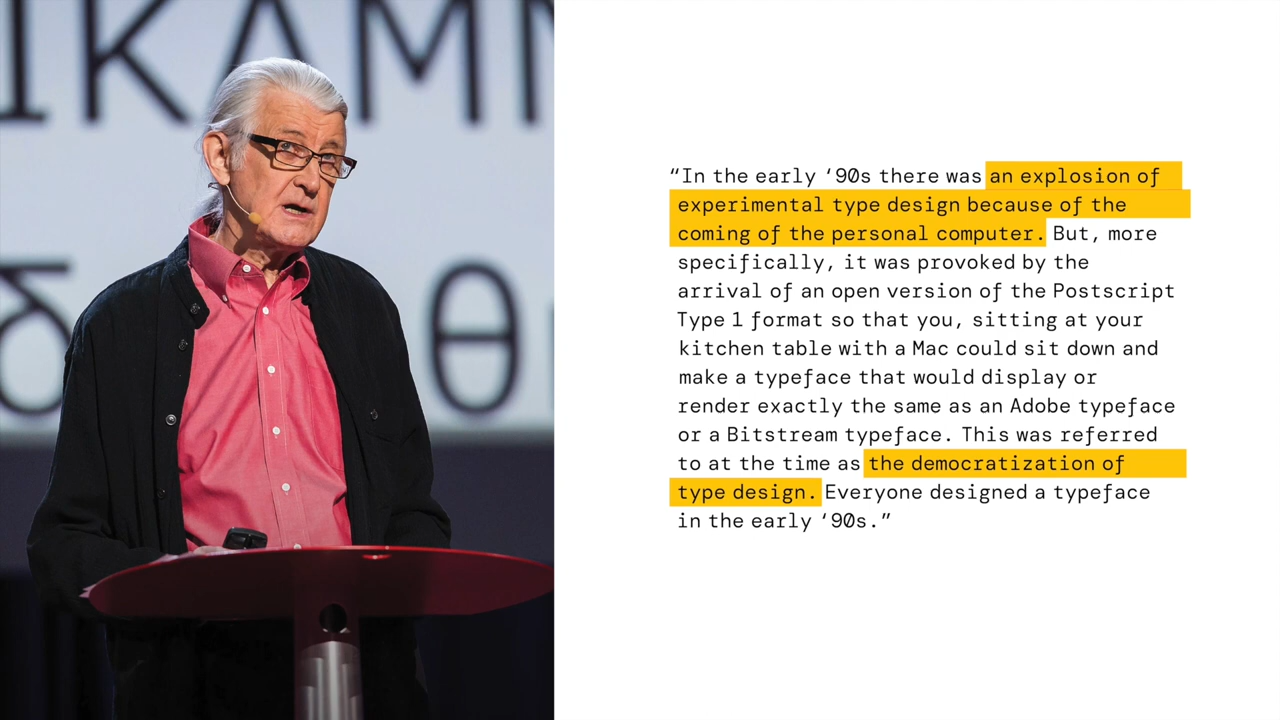 IKAMM
δ θ
“In the early ‘90s there was an explosion of
experimental type design because of the
coming of the personal computer. But, more
specifically, it was provoked by the
arrival of an open version of the Postscript
Type 1 format so that you, sitting at your
kitchen table with a Mac could sit down and
make a typeface that would display or
render exactly the same as an Adobe typeface
or a Bitstream typeface. This was referred
to at the time as the democratization of
type design. Everyone designed a typeface
in the early ‘90s.”